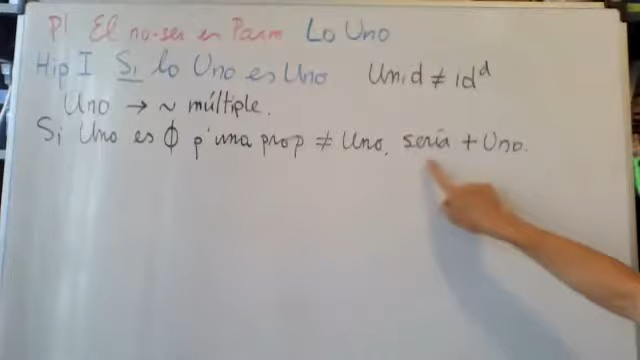 Pl El no-ser en Parm Lo Uno
Hip I Si lo Uno es Uno Unid ≠ idd
Uno → ~ múltiple.
Si Uno es ϕ p' una prop ≠ Uno, sería + Uno.